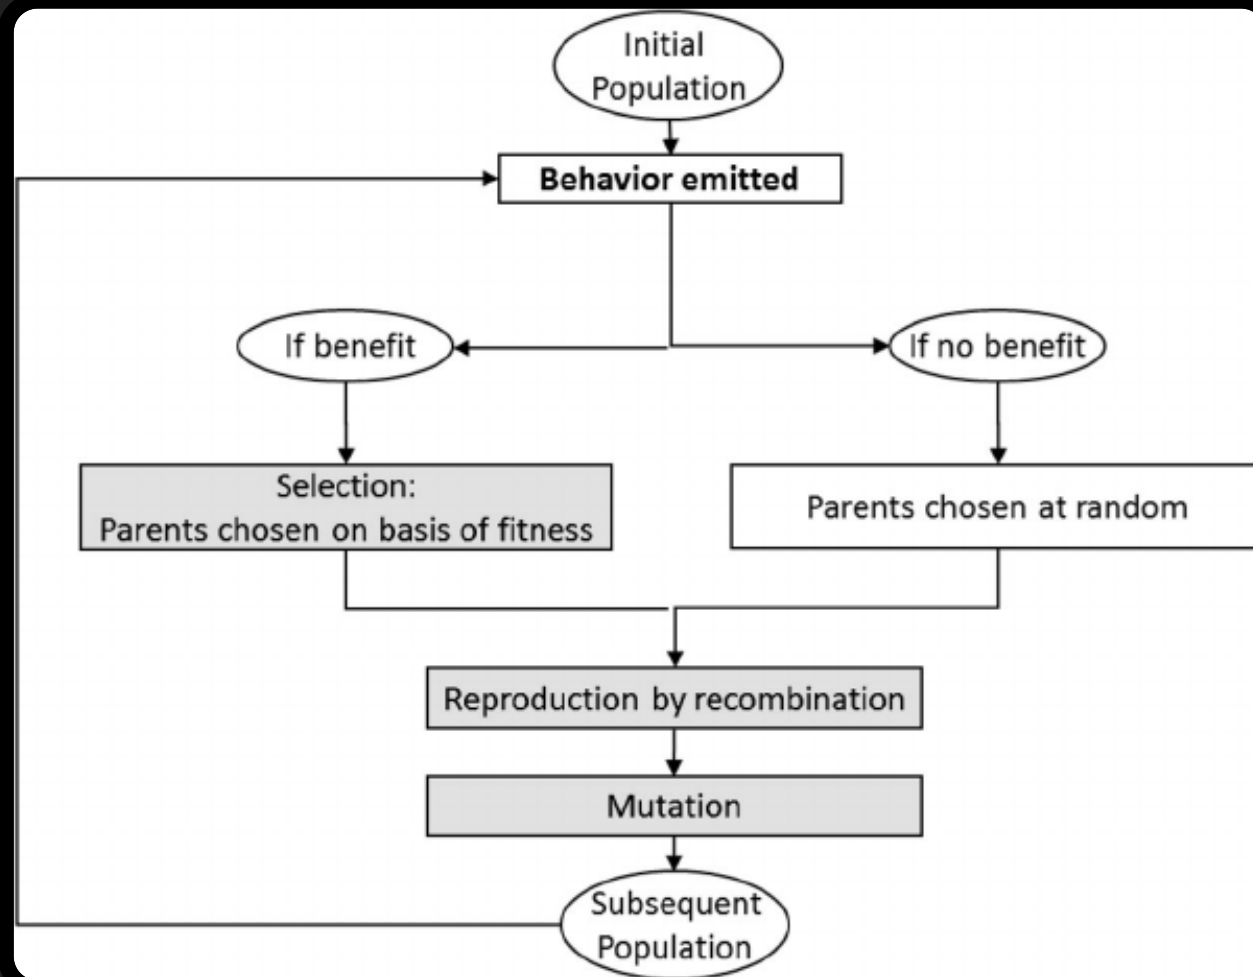 Initial
Population
Behavior emitted
If benefit
If no benefit
Selection:
Parents chosen on basis of fitness
Parents chosen at random
Reproduction by recombination
Mutation
Subsequent
Population